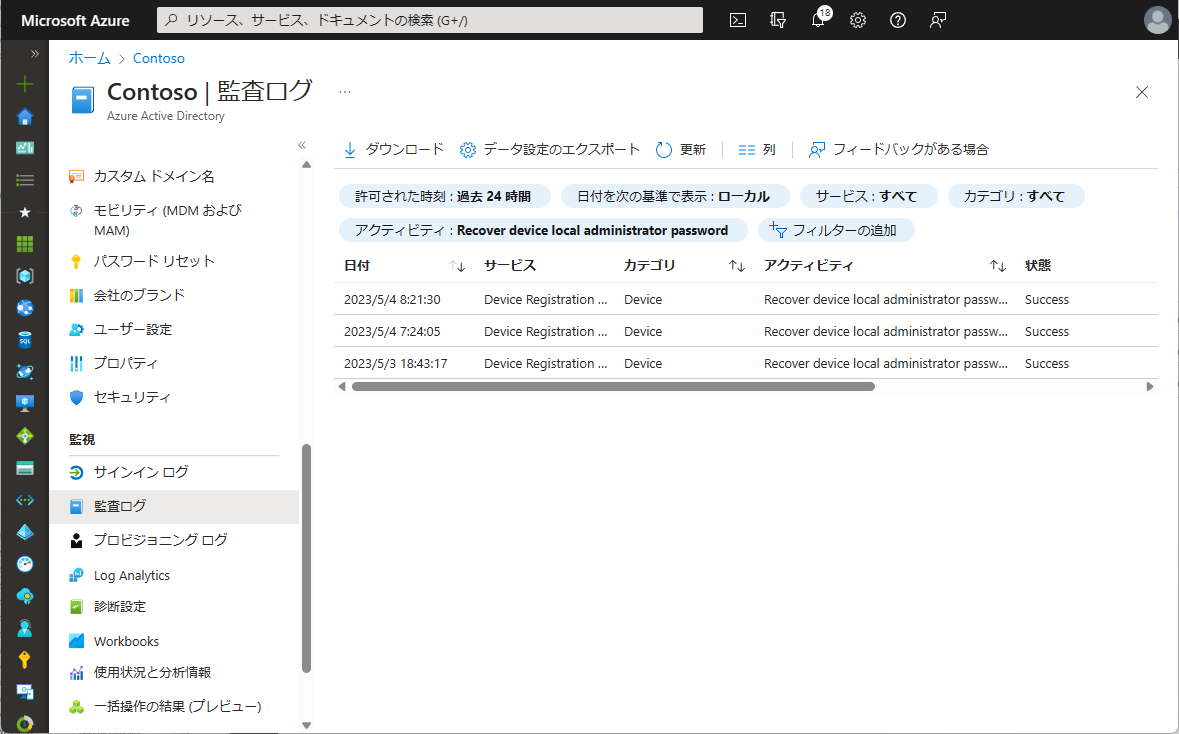 Microsoft Azure
リソース、サービス、ドキュメントの検索 (G+/)
18
ホーム > Contoso
Contoso | 監査ログ ...
Azure Active Directory
カスタム ドメイン名
モビリティ (MDM および
MAM)
パスワード リセット
会社のブランド
ユーザー設定
プロパティ
セキュリティ
監視
サインイン ログ
監査ログ
プロビジョニング ログ
Log Analytics
診断設定
Workbooks
使用状況と分析情報
一括操作の結果 (プレビュー)
ダウンロード データ設定のエクスポート 更新 列 フィードバックがある場合
許可された時刻 : 過去 24 時間 日付を次の基準で表示 : ローカル サービス : すべて カテゴリ : すべて
アクティビティ : Recover device local administrator password フィルターの追加
日付 サービス カテゴリ アクティビティ 状態
2023/5/4 8:21:30 Device Registration ... Device Recover device local administrator passw... Success
2023/5/4 7:24:05 Device Registration ... Device Recover device local administrator passw... Success
2023/5/3 18:43:17 Device Registration ... Device Recover device local administrator passw... Success